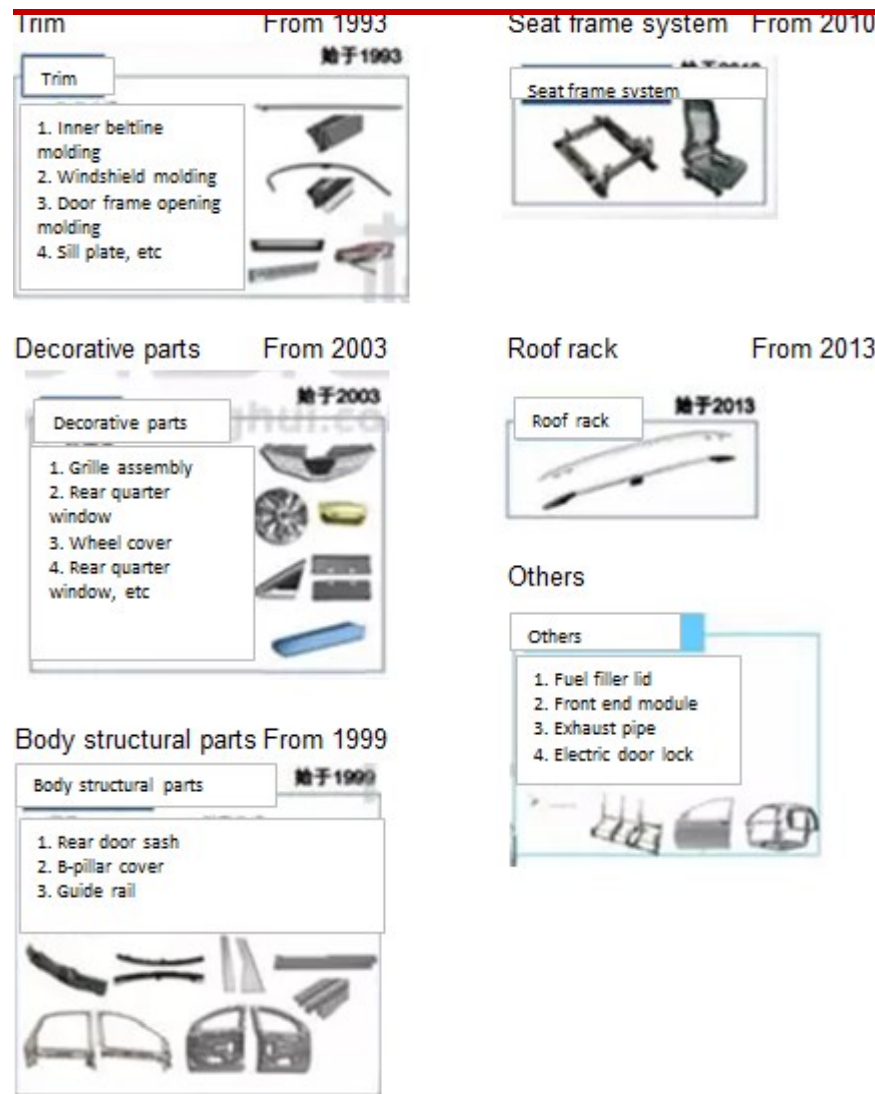 Trim From 1993
始于1993
Trim
1. Inner beltline
molding
2. Windshield molding
3. Door frame opening
molding
4. Sill plate, etc
Seat frame system From 2010
Seat frame system
Decorative parts From 2003
始于2003
Decorative parts
1. Grille assembly
2. Rear quarter
window
3. Wheel cover
4. Rear quarter
window, etc
Roof rack From 2013
始于2013
Roof rack
Body structural parts From 1999
始于1999
Body structural parts
1. Rear door sash
2. B-pillar cover
3. Guide rail
Others
Others
1. Fuel filler lid
2. Front end module
3. Exhaust pipe
4. Electric door lock